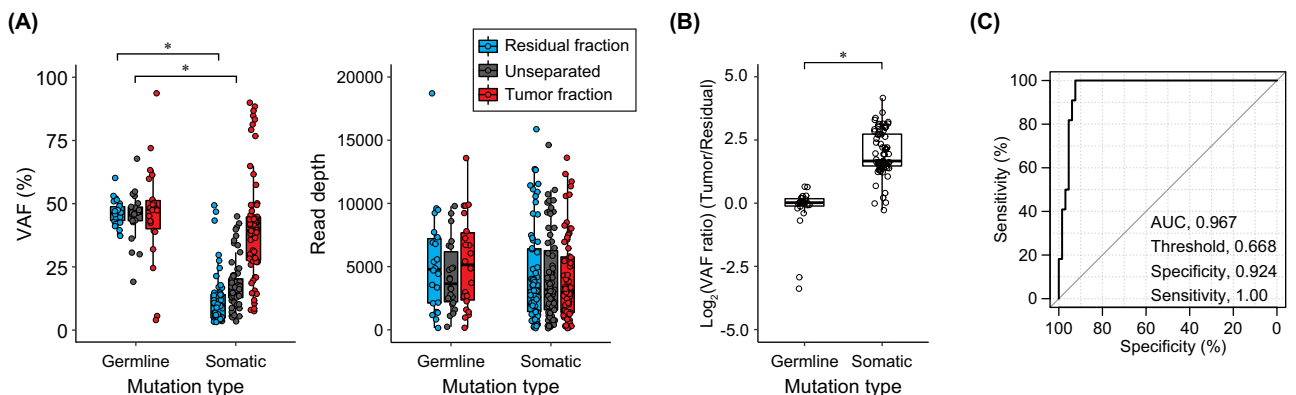 (A)
*
*
VAF (%)
100
75
50
25
0
Germline
Somatic
Mutation type
Read depth
20000
15000
10000
5000
0
Germline
Somatic
Mutation type
Residual fraction
Unseparated
Tumor fraction
(B)
*
Log2(VAF ratio) (Tumor/Residual)
5.0
2.5
0.0
-2.5
-5.0
Germline
Somatic
Mutation type
(C)
Sensitivity (%)
100
80
60
40
20
0
AUC, 0.967
Threshold, 0.668
Specificity, 0.924
Sensitivity, 1.00
100 80 60 40 20 0
Specificity (%)